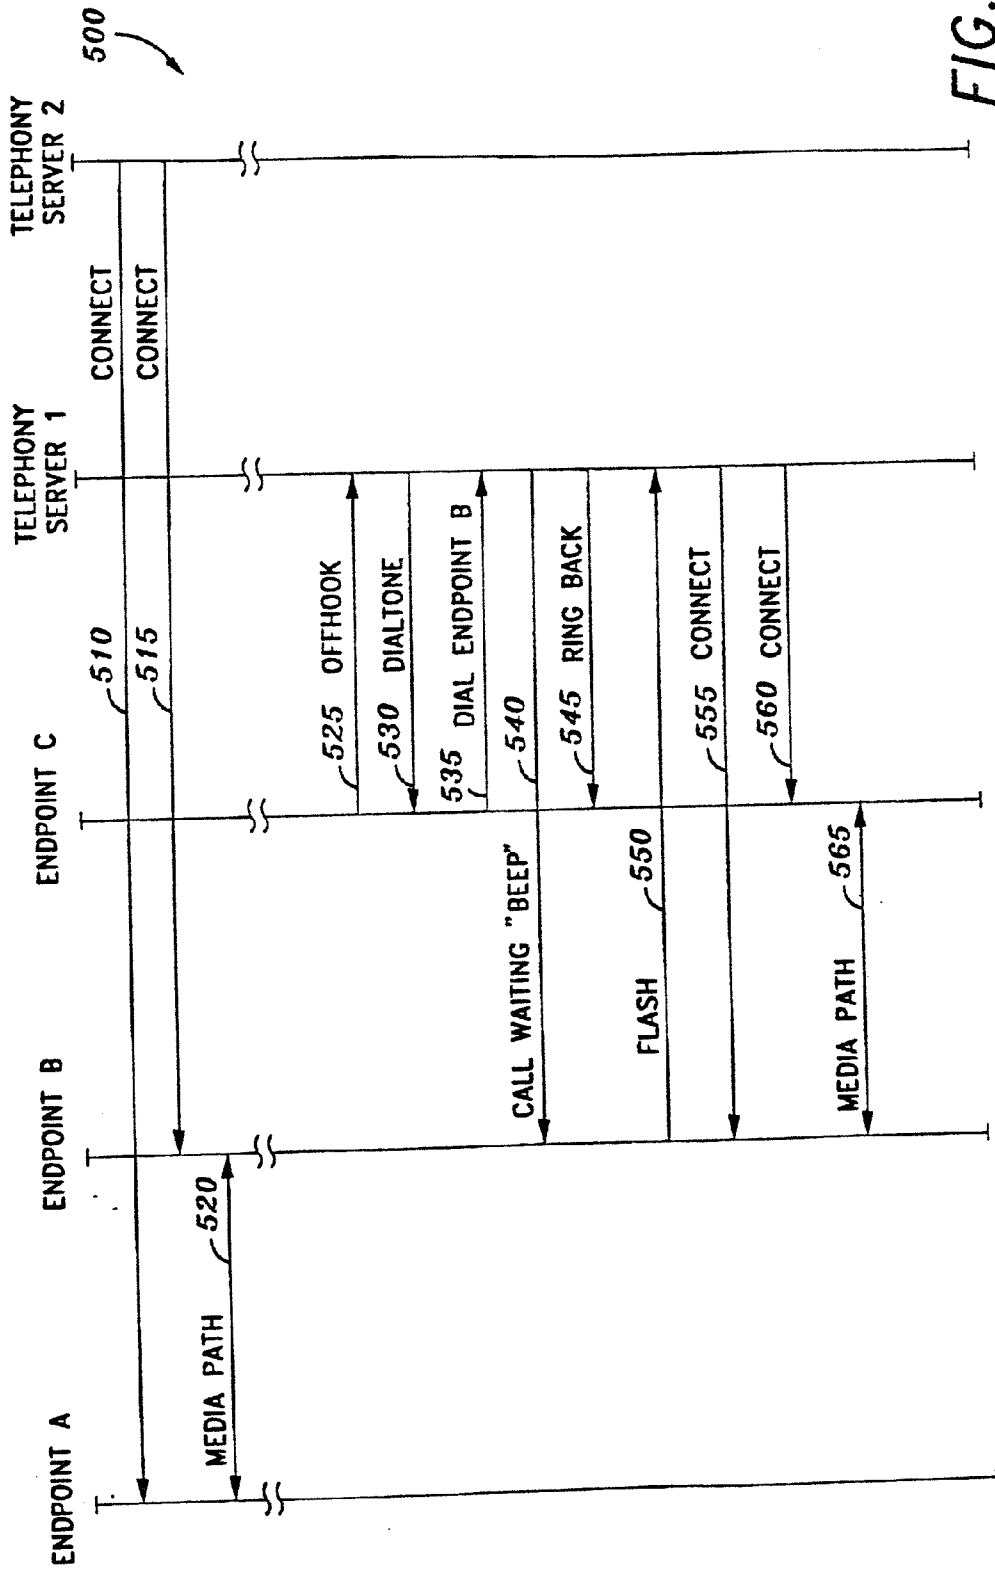 500
ENDPOINT A
ENDPOINT B
ENDPOINT C
TELEPHONY
SERVER 1
TELEPHONY
SERVER 2
510
CONNECT
515
CONNECT
MEDIA PATH
520
525 OFFHOOK
530 DIALTONE
535 DIAL ENDPOINT B
CALL WAITING "BEEP"
540
545 RING BACK
FLASH
550
555 CONNECT
560 CONNECT
MEDIA PATH
565
FIG.